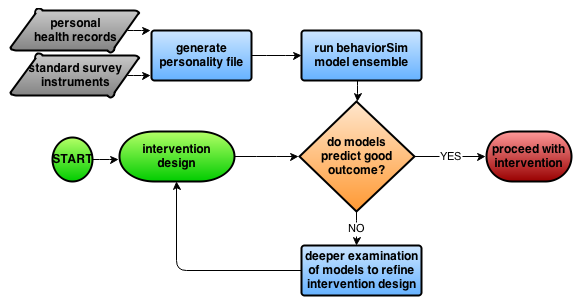 personal
health records
standard survey
instruments
generate
personality file
run behaviorSim
model ensemble
START
intervention
design
do models
predict good
outcome?
YES
proceed with
intervention
NO
deeper examination
of models to refine
intervention design